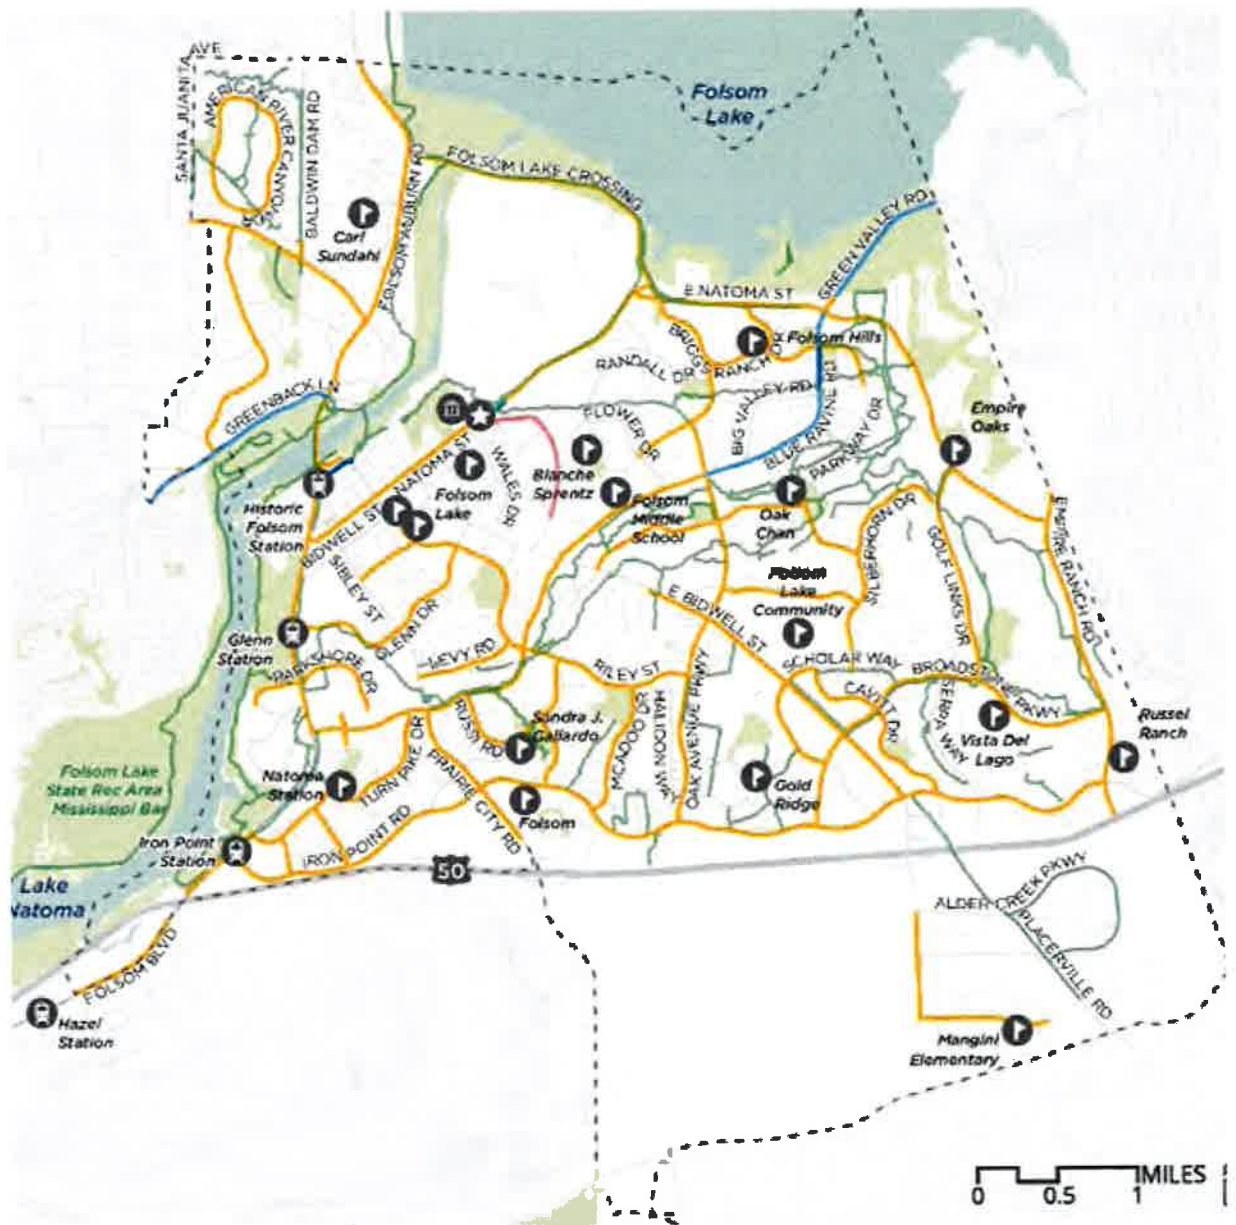 AVE
SANTA JUANITA
AMERICAN RIVER CANYON
BALDWIN DAM RD
FOLSOM AUBURN RD
Carl
Sundahl
FOLSOM LAKE CROSSING
Folsom
Lake
GREEN VALLEY RD
E NATOMA ST
BRIGGS RANCH DR
Folsom Hills
RANDALL DR
BIG VALLEY RD
BLUE RAVINE RD
PARKWAY DR
FLOWER DR
GREENBACK LN
Empire
Oaks
NATOMA ST
WALES DR
Folsom
Lake
Blanche
Sprentz
Folsom
Middle
School
Oak
Chan
Historic
Folsom
Station
BIDWELL ST
SIBLEY ST
SILBERHORN DR
GOLF LINKS DR
EMPIRE RANCH RD
Folsom
Lake
Community
E BIDWELL ST
Glenn
Station
GLENN DR
PARKSHORE DR
LEVY RD
RILEY ST
SCHOLAR WAY
BROADSTONE PKWY
CAVITT DR
SERPA WAY
Vista Del
Lago
Russel
Ranch
RUSSI RD
Sandra J.
Gallardo
MCADOO DR
HALIDON WAY
OAK AVENUE PKWY
Gold
Ridge
Folsom Lake
State Rec Area
Mississippi Bar
Natoma
Station
TURN PIKE DR
PRAIRIE CITY RD
Folsom
Iron Point
Station
IRON POINT RD
50
Lake
Natoma
ALDER CREEK PKWY
PLACERVILLE RD
FOLSOM BLVD
Hazel
Station
Mangini
Elementary
MILES
0 0.5 1